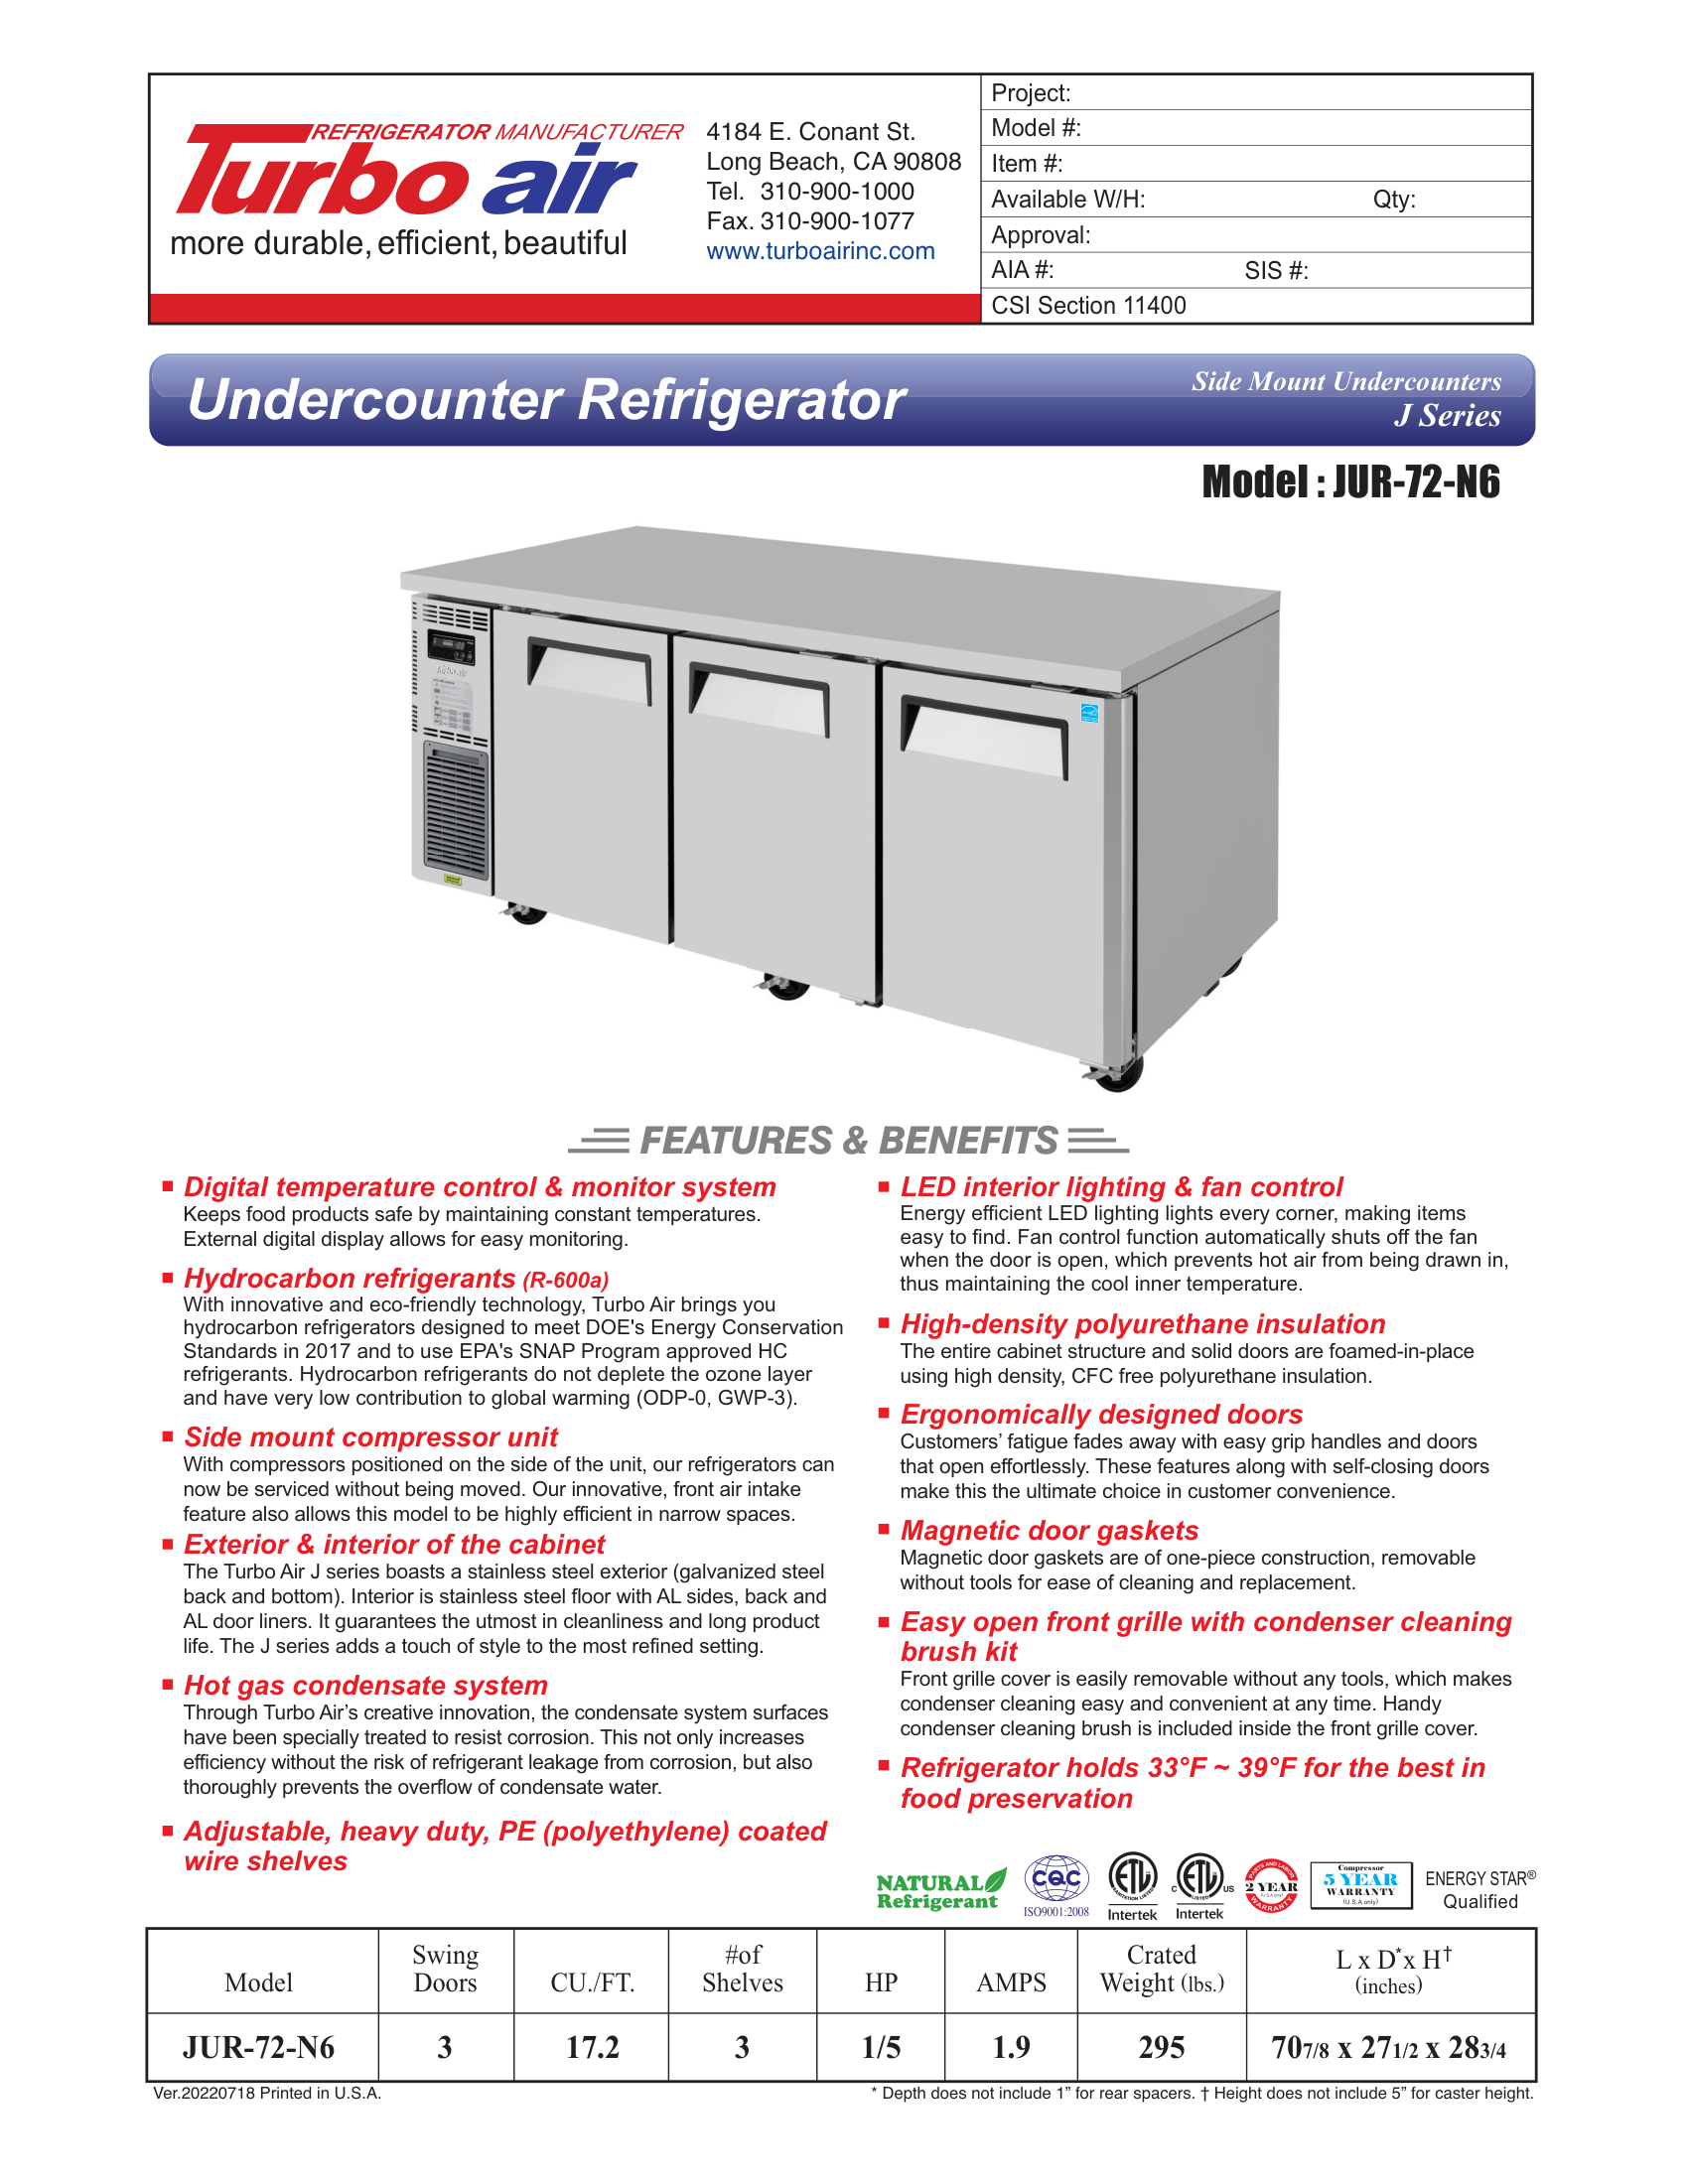 REFRIGERATOR MANUFACTURER
Turbo air
more durable, efficient, beautiful
4184 E. Conant St.
Long Beach, CA 90808
Tel. 310-900-1000
Fax. 310-900-1077
www.turboairinc.com
Project:
Model #:
Item #:
Available W/H: Qty:
Approval:
AIA #: SIS #:
CSI Section 11400
Undercounter Refrigerator
Side Mount Undercounters
J Series
Model : JUR-72-N6
Turbo air
FEATURES & BENEFITS
Digital temperature control & monitor system
Keeps food products safe by maintaining constant temperatures.
External digital display allows for easy monitoring.
Hydrocarbon refrigerants (R-600a)
With innovative and eco-friendly technology, Turbo Air brings you
hydrocarbon refrigerators designed to meet DOE's Energy Conservation
Standards in 2017 and to use EPA's SNAP Program approved HC
refrigerants. Hydrocarbon refrigerants do not deplete the ozone layer
and have very low contribution to global warming (ODP-0, GWP-3).
Side mount compressor unit
With compressors positioned on the side of the unit, our refrigerators can
now be serviced without being moved. Our innovative, front air intake
feature also allows this model to be highly efficient in narrow spaces.
Exterior & interior of the cabinet
The Turbo Air J series boasts a stainless steel exterior (galvanized steel
back and bottom). Interior is stainless steel floor with AL sides, back and
AL door liners. It guarantees the utmost in cleanliness and long product
life. The J series adds a touch of style to the most refined setting.
Hot gas condensate system
Through Turbo Air's creative innovation, the condensate system surfaces
have been specially treated to resist corrosion. This not only increases
efficiency without the risk of refrigerant leakage from corrosion, but also
thoroughly prevents the overflow of condensate water.
Adjustable, heavy duty, PE (polyethylene) coated
wire shelves
LED interior lighting & fan control
Energy efficient LED lighting lights every corner, making items
easy to find. Fan control function automatically shuts off the fan
when the door is open, which prevents hot air from being drawn in,
thus maintaining the cool inner temperature.
High-density polyurethane insulation
The entire cabinet structure and solid doors are foamed-in-place
using high density, CFC free polyurethane insulation.
Ergonomically designed doors
Customers' fatigue fades away with easy grip handles and doors
that open effortlessly. These features along with self-closing doors
make this the ultimate choice in customer convenience.
Magnetic door gaskets
Magnetic door gaskets are of one-piece construction, removable
without tools for ease of cleaning and replacement.
Easy open front grille with condenser cleaning
brush kit
Front grille cover is easily removable without any tools, which makes
condenser cleaning easy and convenient at any time. Handy
condenser cleaning brush is included inside the front grille cover.
Refrigerator holds 33°F ~ 39°F for the best in
food preservation
NATURAL
Refrigerant
CQC
ISO9001:2008
ETL
SANITATION LISTED
Intertek
C ETL US
LISTED
Intertek
PARTS AND LABOR
2 YEAR
(U.S.A only)
WARRANTY
Compressor
5 YEAR
WARRANTY
(U.S.A only)
ENERGY STAR®
Qualified
Model Swing Doors CU./FT. #of Shelves HP AMPS Crated Weight (lbs.) L x D* x H† (inches)
JUR-72-N6 3 17.2 3 1/5 1.9 295 70 7/8 x 27 1/2 x 28 3/4
Ver.20220718 Printed in U.S.A.
* Depth does not include 1” for rear spacers. † Height does not include 5” for caster height.